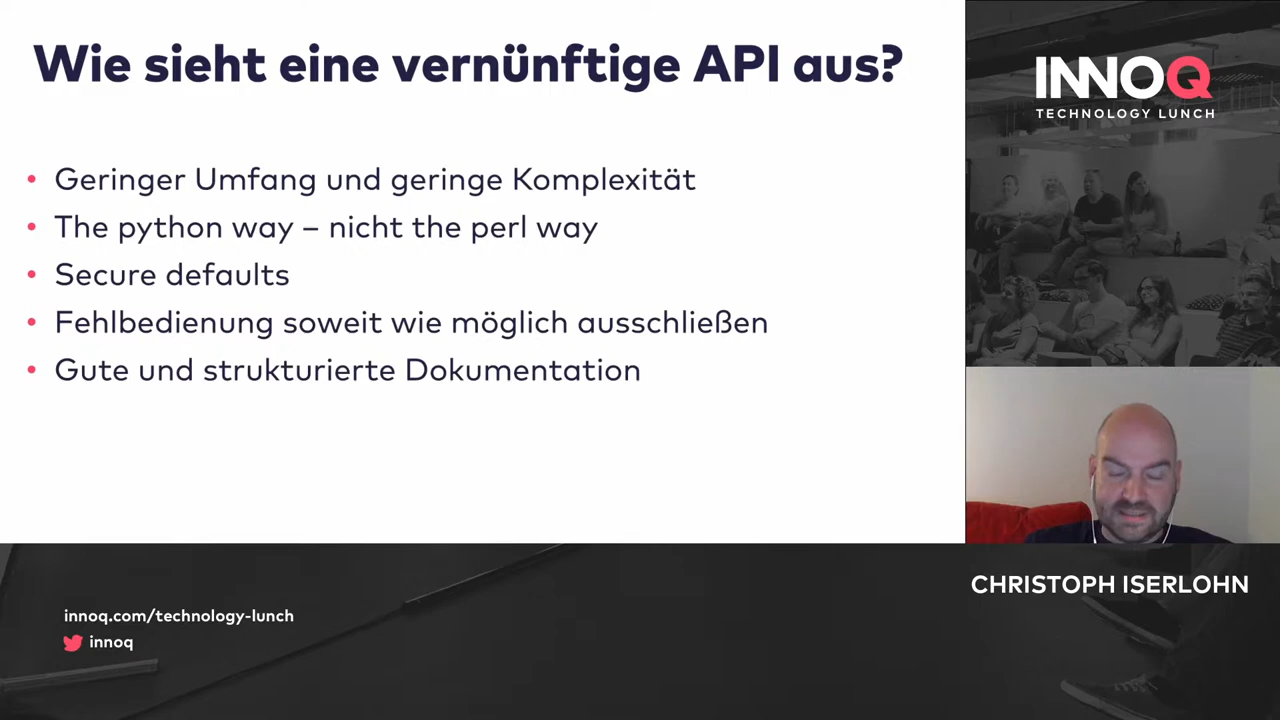 Wie sieht eine vernünftige API aus?
• Geringer Umfang und geringe Komplexität
• The python way – nicht the perl way
• Secure defaults
• Fehlbedienung soweit wie möglich ausschließen
• Gute und strukturierte Dokumentation
INNOQ
TECHNOLOGY LUNCH
CHRISTOPH ISERLOHN
innoq.com/technology-lunch
innoq